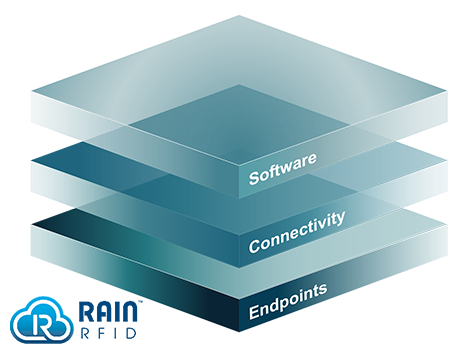 Software
Connectivity
Endpoints
RAIN™
RFID